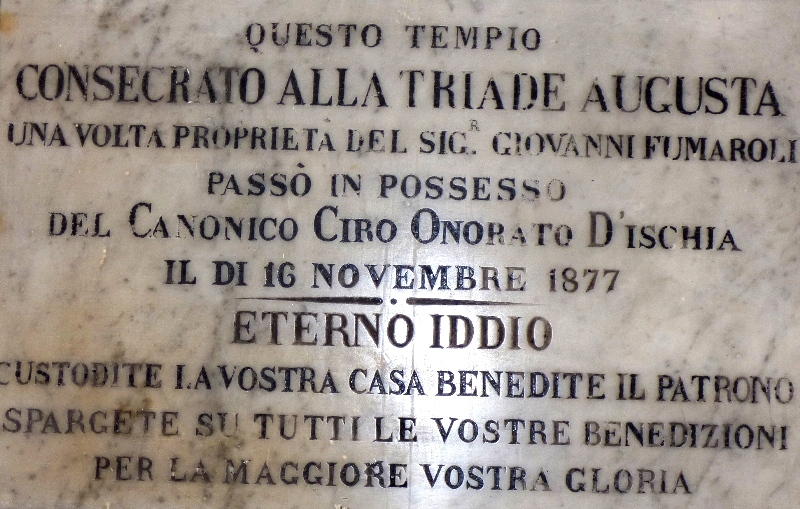 QUESTO TEMPIO
CONSECRATO ALLA TRIADE AUGUSTA
UNA VOLTA PROPRIETÀ DEL SIG.R GIOVANNI FUMAROLI
PASSÒ IN POSSESSO
DEL CANONICO CIRO ONORATO D'ISCHIA
IL DI 16 NOVEMBRE 1877
ETERNO IDDIO
CUSTODITE LA VOSTRA CASA BENEDITE IL PATRONO
SPARGETE SU TUTTI LE VOSTRE BENEDIZIONI
PER LA MAGGIORE VOSTRA GLORIA